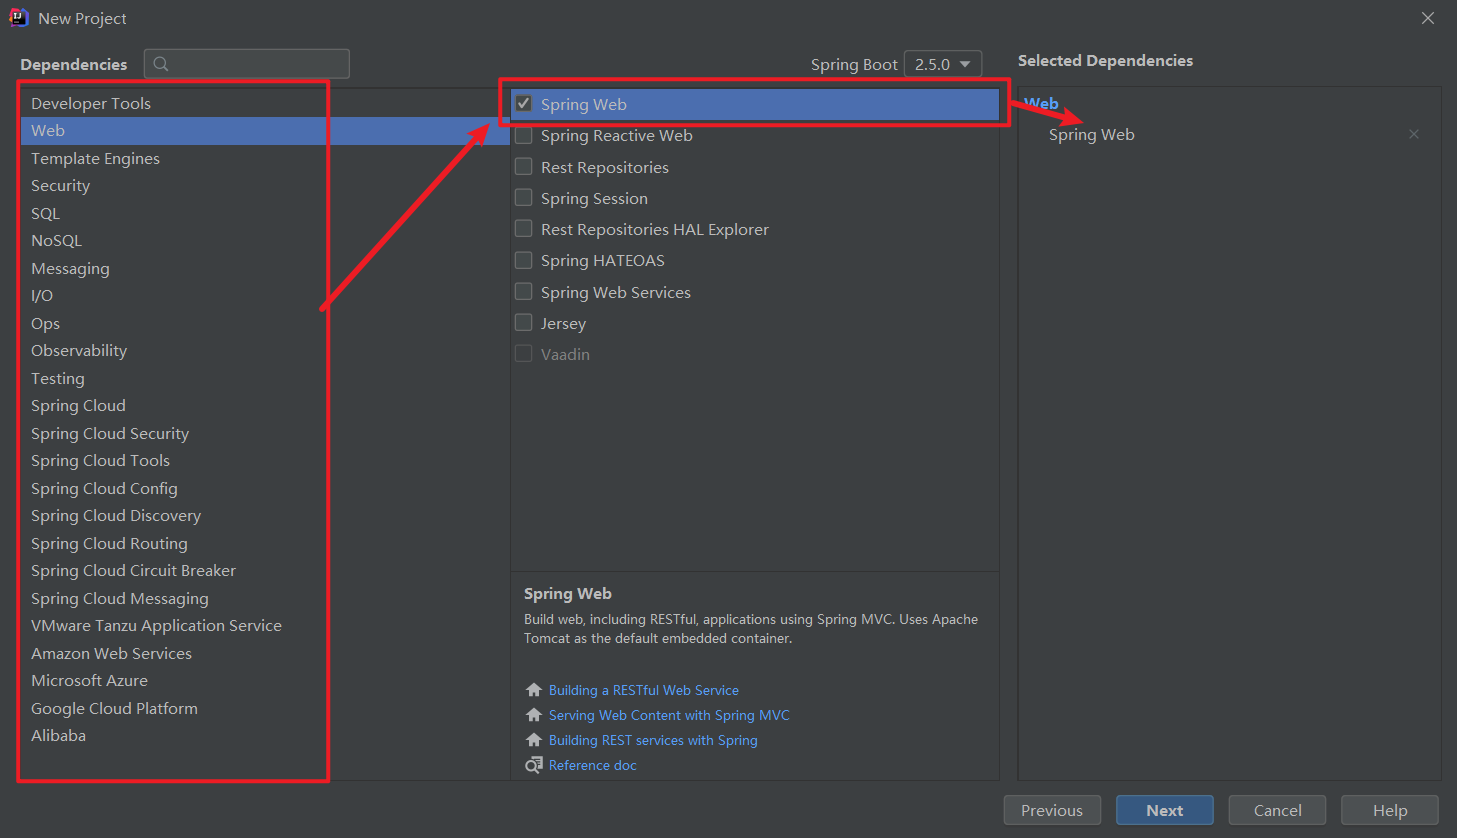 New Project
Dependencies
Spring Boot 2.5.0
Selected Dependencies
Developer Tools
Web
Template Engines
Security
SQL
NoSQL
Messaging
I/O
Ops
Observability
Testing
Spring Cloud
Spring Cloud Security
Spring Cloud Tools
Spring Cloud Config
Spring Cloud Discovery
Spring Cloud Routing
Spring Cloud Circuit Breaker
Spring Cloud Messaging
VMware Tanzu Application Service
Amazon Web Services
Microsoft Azure
Google Cloud Platform
Alibaba
Spring Web
Spring Reactive Web
Rest Repositories
Spring Session
Rest Repositories HAL Explorer
Spring HATEOAS
Spring Web Services
Jersey
Vaadin
Spring Web
Build web, including RESTful, applications using Spring MVC. Uses Apache
Tomcat as the default embedded container.
Building a RESTful Web Service
Serving Web Content with Spring MVC
Building REST services with Spring
Reference doc
Web
Spring Web
Previous
Next
Cancel
Help